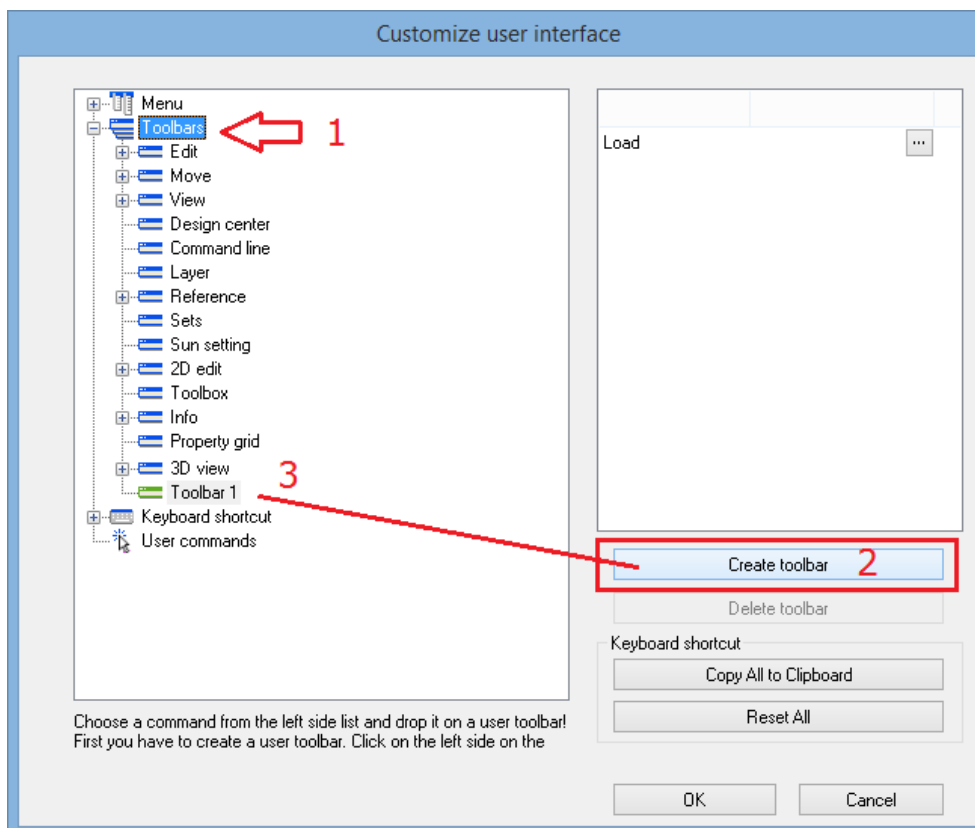 Customize user interface
Menu
Toolbars
1
Edit
Move
View
Design center
Command line
Layer
Reference
Sets
Sun setting
2D edit
Toolbox
Info
Property grid
3D view
3
Toolbar 1
Keyboard shortcut
User commands
Load
...
Create toolbar 2
Delete toolbar
Keyboard shortcut
Copy All to Clipboard
Reset All
Choose a command from the left side list and drop it on a user toolbar!
First you have to create a user toolbar. Click on the left side on the
OK
Cancel